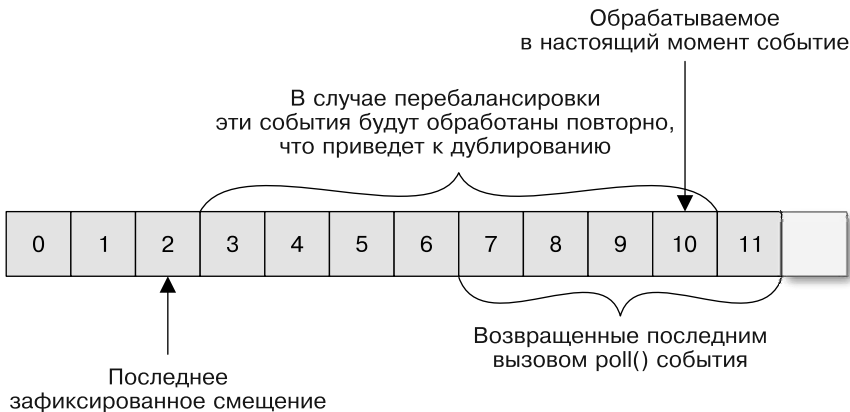 Обрабатываемое
в настоящий момент событие
В случае перебалансировки
эти события будут обработаны повторно,
что приведет к дублированию
0 1 2 3 4 5 6 7 8 9 10 11
Возвращенные последним
вызовом poll() события
Последнее
зафиксированное смещение